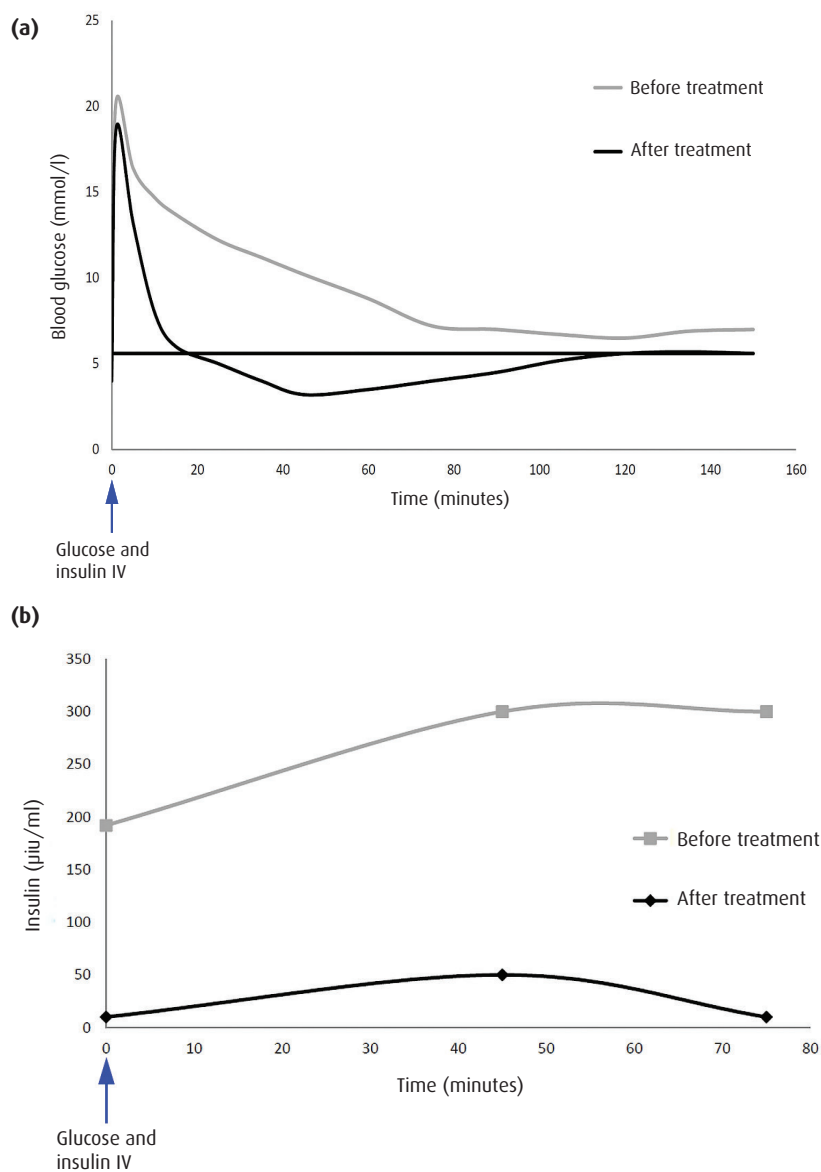 (a)
25
20
15
10
5
0
Blood glucose (mmol/l)
Before treatment
After treatment
0 20 40 60 80 100 120 140 160
Time (minutes)
Glucose and
insulin IV
(b)
350
300
250
200
150
100
50
0
Insulin (µiu/ml)
Before treatment
After treatment
0 10 20 30 40 50 60 70 80
Time (minutes)
Glucose and
insulin IV